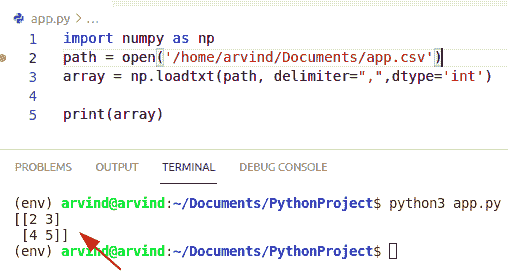 app.py > ...
1 import numpy as np
2 path = open('/home/arvind/Documents/app.csv')
3 array = np.loadtxt(path, delimiter=",",dtype='int')
4
5 print(array)
PROBLEMS OUTPUT TERMINAL DEBUG CONSOLE
(env) arvind@arvind:~/Documents/PythonProject$ python3 app.py
[[2 3]
 [4 5]]
(env) arvind@arvind:~/Documents/PythonProject$